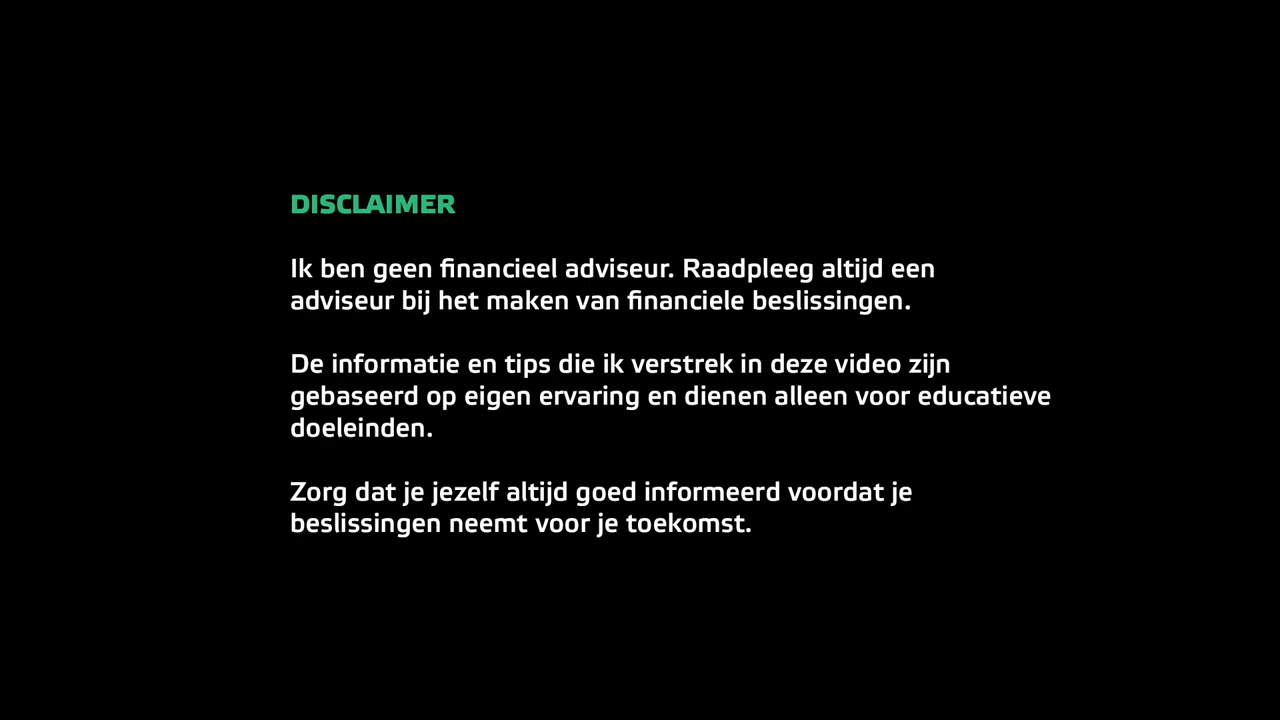 DISCLAIMER
Ik ben geen financieel adviseur. Raadpleeg altijd een
adviseur bij het maken van financiele beslissingen.
De informatie en tips die ik verstrek in deze video zijn
gebaseerd op eigen ervaring en dienen alleen voor educatieve
doeleinden.
Zorg dat je jezelf altijd goed informeerd voordat je
beslissingen neemt voor je toekomst.